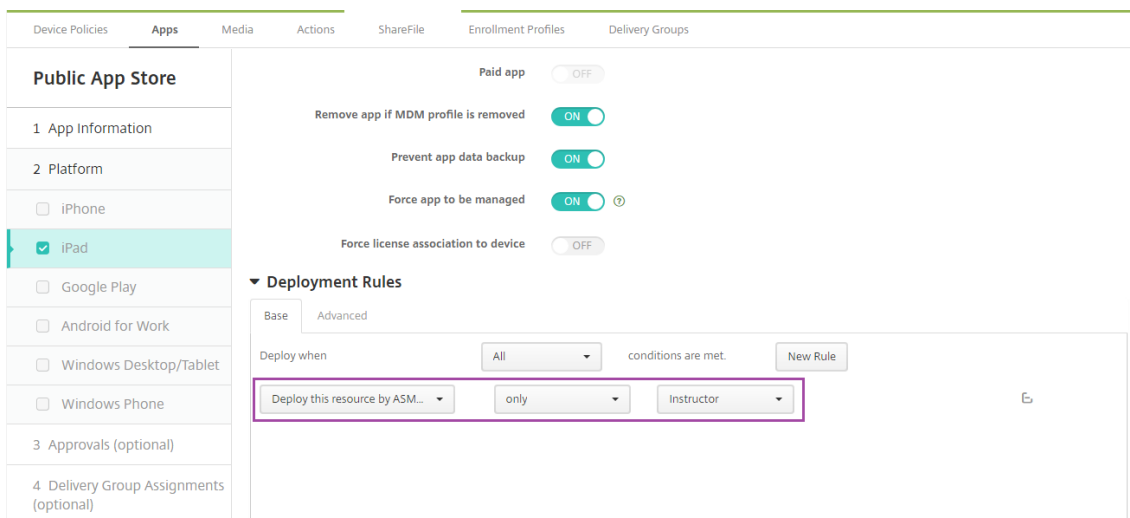 Device Policies Apps Media Actions ShareFile Enrollment Profiles Delivery Groups
Public App Store
1 App Information
2 Platform
iPhone
iPad
Google Play
Android for Work
Windows Desktop/Tablet
Windows Phone
3 Approvals (optional)
4 Delivery Group Assignments
(optional)
Paid app OFF
Remove app if MDM profile is removed ON
Prevent app data backup ON
Force app to be managed ON ?
Force license association to device OFF
Deployment Rules
Base Advanced
Deploy when All conditions are met. New Rule
Deploy this resource by ASM... only Instructor